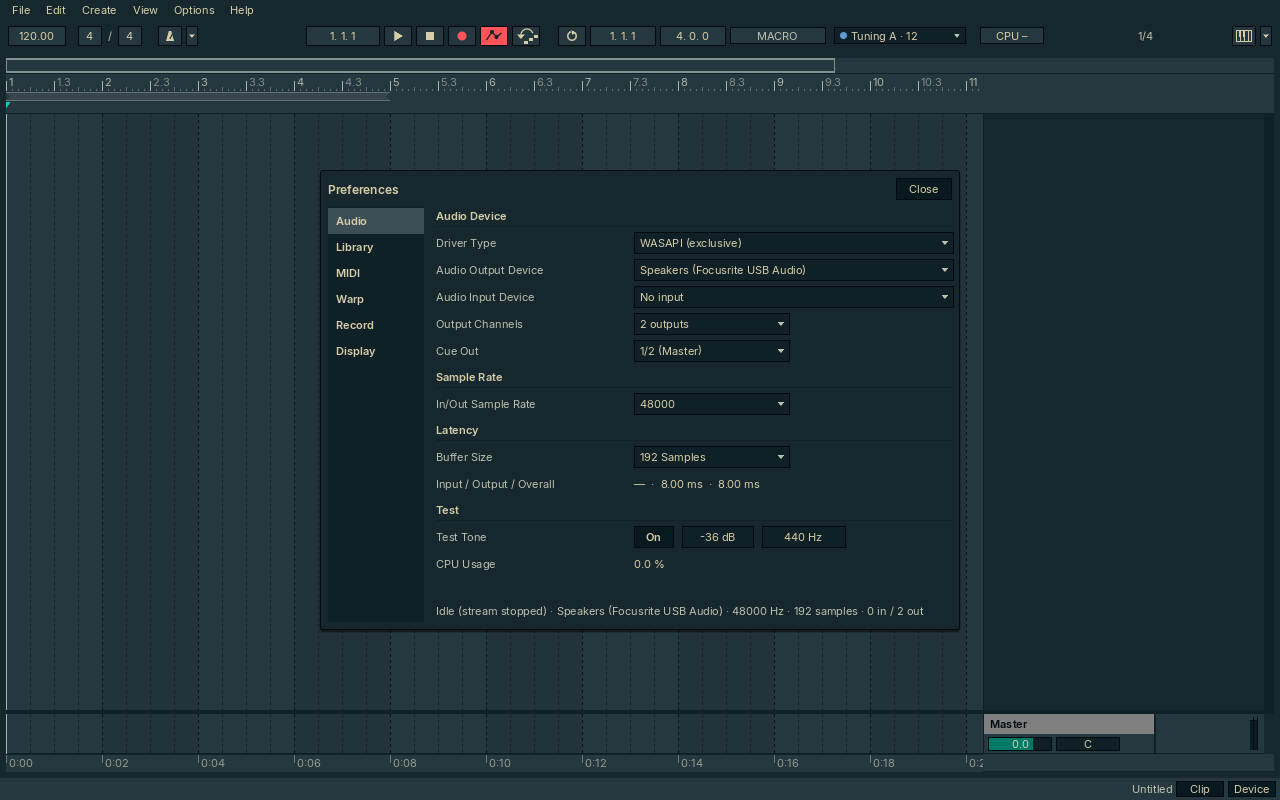 File Edit Create View Options Help
120.00 4 / 4 1. 1. 1 1. 1. 1 4. 0. 0 MACRO Tuning A · 12 CPU – 1/4
1 1.3 2 2.3 3 3.3 4 4.3 5 5.3 6 6.3 7 7.3 8 8.3 9 9.3 10 10.3 11
Preferences Close
Audio
Library
MIDI
Warp
Record
Display
Audio Device
Driver Type WASAPI (exclusive)
Audio Output Device Speakers (Focusrite USB Audio)
Audio Input Device No input
Output Channels 2 outputs
Cue Out 1/2 (Master)
Sample Rate
In/Out Sample Rate 48000
Latency
Buffer Size 192 Samples
Input / Output / Overall — · 8.00 ms · 8.00 ms
Test
Test Tone On -36 dB 440 Hz
CPU Usage 0.0 %
Idle (stream stopped) · Speakers (Focusrite USB Audio) · 48000 Hz · 192 samples · 0 in / 2 out
Master
0.0 C
0:00 0:02 0:04 0:06 0:08 0:10 0:12 0:14 0:16 0:18
Untitled Clip Device